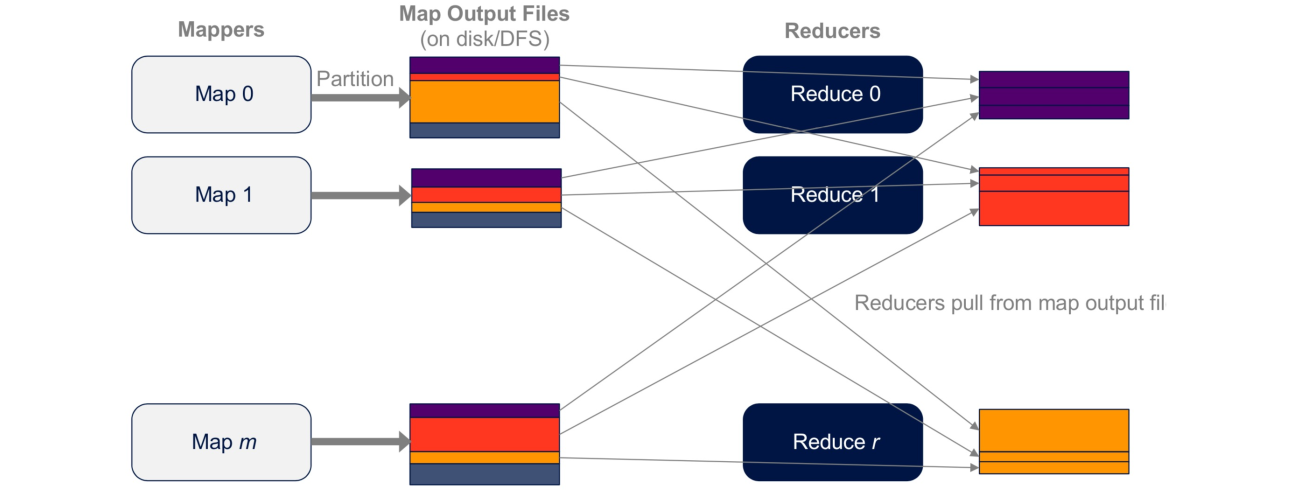 Mappers
Map Output Files
(on disk/DFS)
Reducers
Map 0
Partition
Reduce 0
Map 1
Reduce 1
Reducers pull from map output fil
Map m
Reduce r